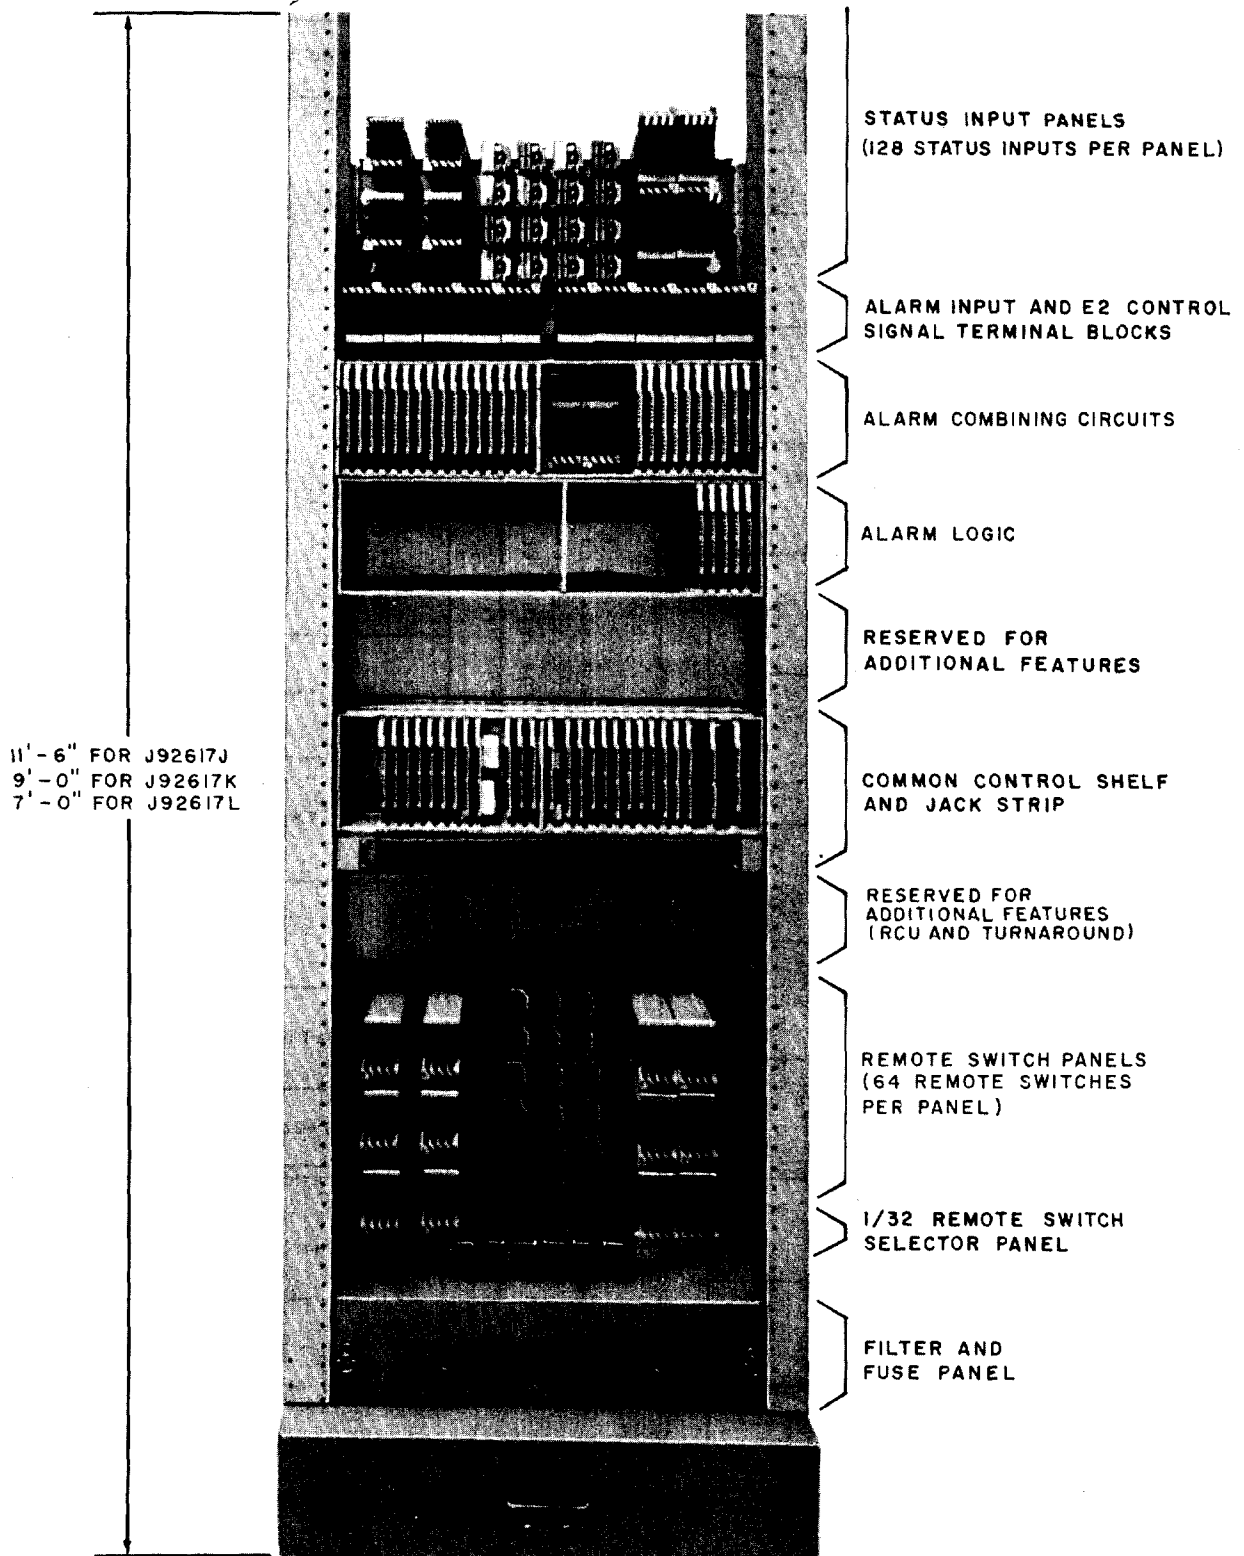 STATUS INPUT PANELS
(128 STATUS INPUTS PER PANEL)
ALARM INPUT AND E2 CONTROL
SIGNAL TERMINAL BLOCKS
ALARM COMBINING CIRCUITS
ALARM LOGIC
RESERVED FOR
ADDITIONAL FEATURES
11'-6" FOR J92617J
9'-0" FOR J92617K
7'-0" FOR J92617L
COMMON CONTROL SHELF
AND JACK STRIP
RESERVED FOR
ADDITIONAL FEATURES
(RCU AND TURNAROUND)
REMOTE SWITCH PANELS
(64 REMOTE SWITCHES
PER PANEL)
1/32 REMOTE SWITCH
SELECTOR PANEL
FILTER AND
FUSE PANEL